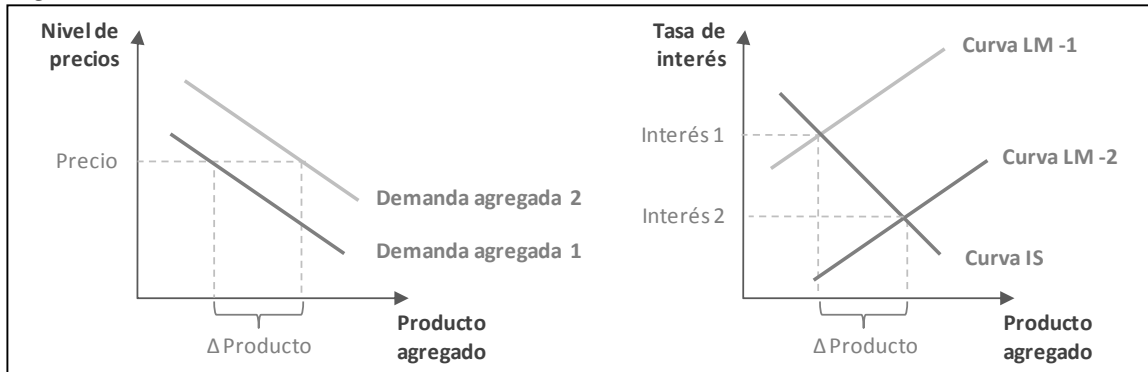 Nivel de
precios
Precio
Demanda agregada 2
Demanda agregada 1
Δ Producto
Producto
agregado
Tasa de
interés
Curva LM -1
Interés 1
Curva LM -2
Interés 2
Curva IS
Δ Producto
Producto
agregado